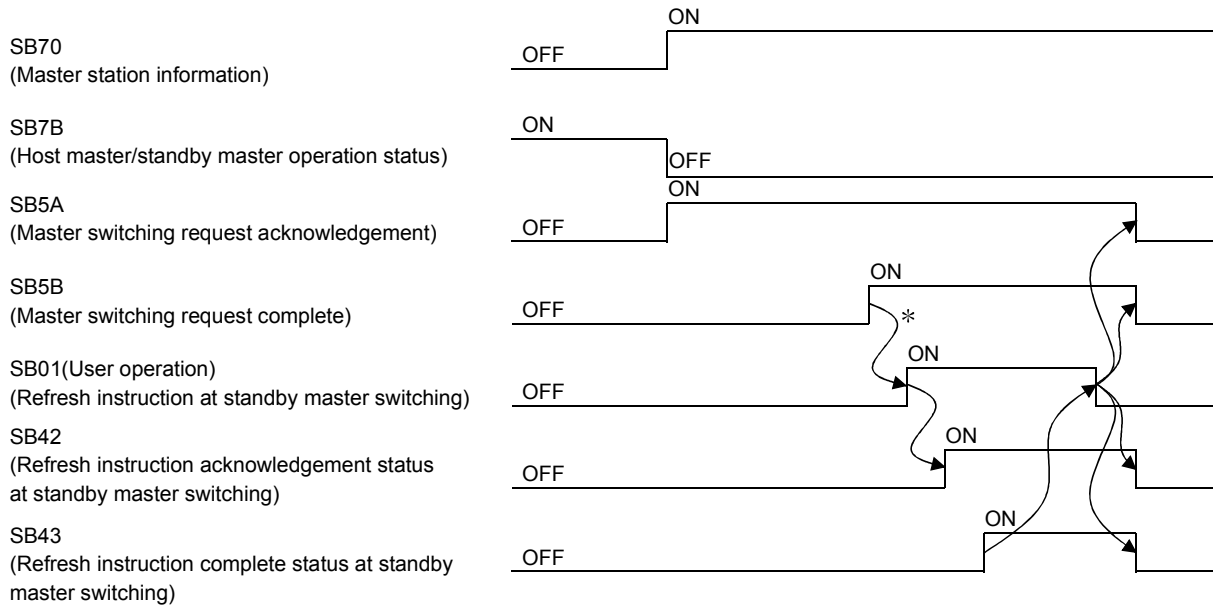 SB70
(Master station information)
OFF
ON
SB7B
(Host master/standby master operation status)
ON
OFF
SB5A
(Master switching request acknowledgement)
OFF
ON
SB5B
(Master switching request complete)
OFF
ON
*
SB01(User operation)
(Refresh instruction at standby master switching)
OFF
ON
SB42
(Refresh instruction acknowledgement status
at standby master switching)
OFF
ON
SB43
(Refresh instruction complete status at standby
master switching)
OFF
ON